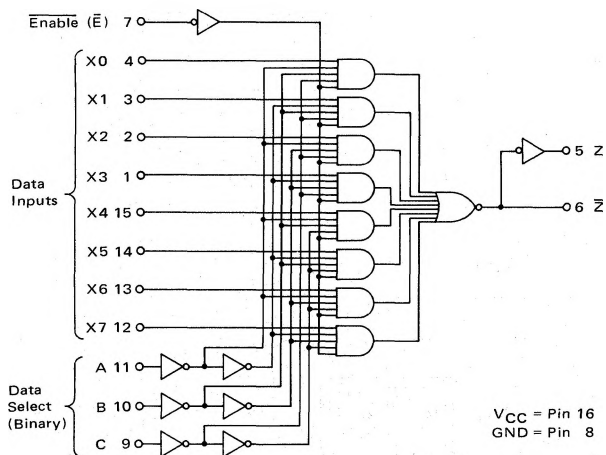 Enable (E) 7
X0 4
X1 3
X2 2
X3 1
X4 15
X5 14
X6 13
X7 12
Data
Inputs
A 11
B 10
C 9
Data
Select
(Binary)
5 Z
6 Z̅
VCC = Pin 16
GND = Pin 8